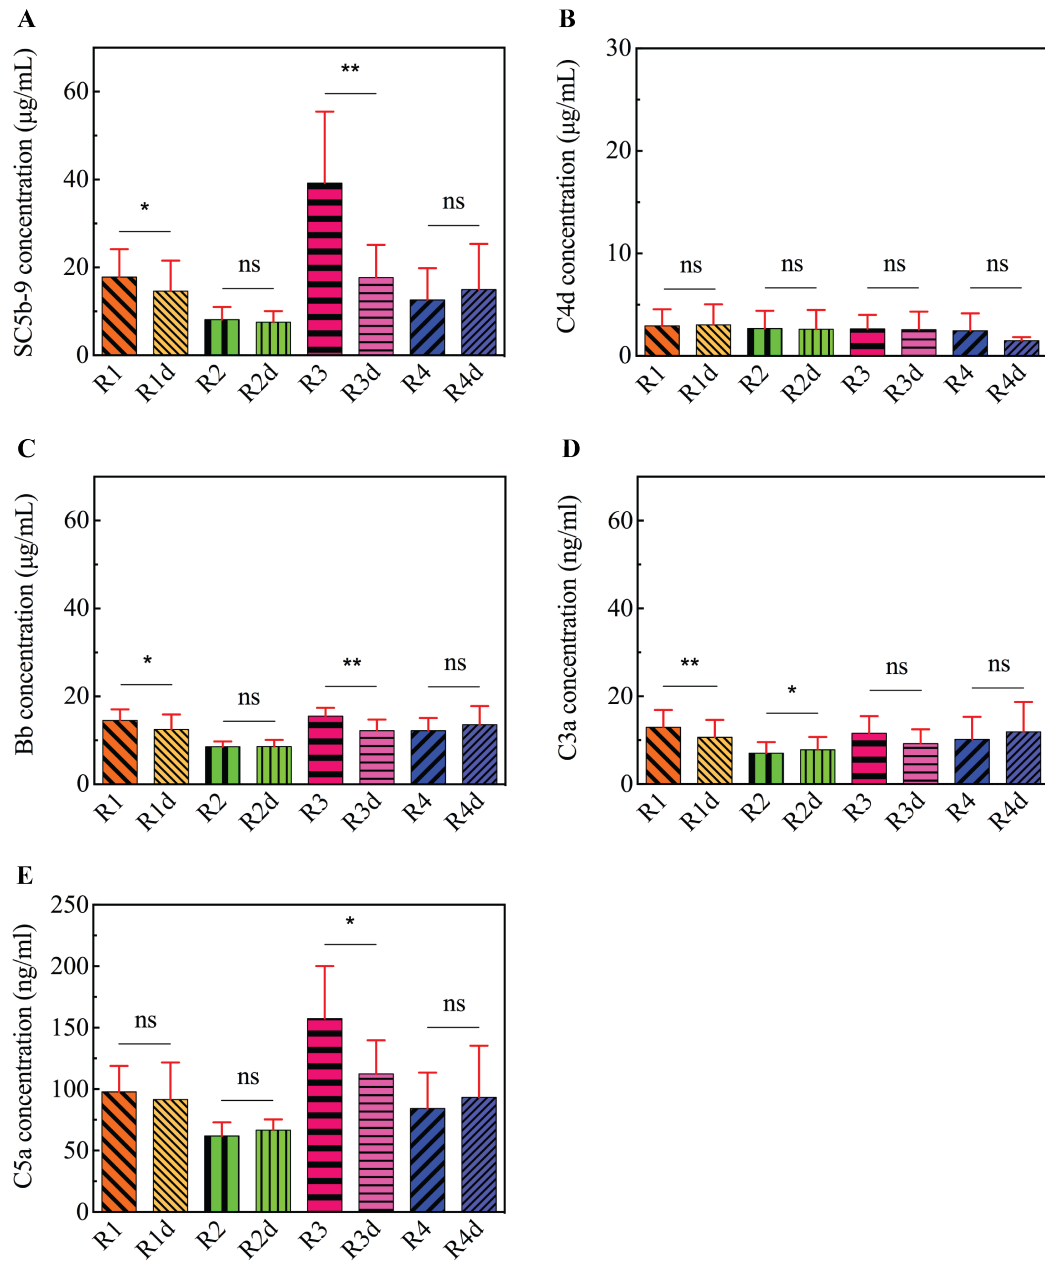 A
SC5b-9 concentration (µg/mL)
60
40
20
0
*
ns
**
ns
R1 R1d R2 R2d R3 R3d R4 R4d
B
C4d concentration (µg/mL)
30
20
10
0
ns ns ns ns
R1 R1d R2 R2d R3 R3d R4 R4d
C
Bb concentration (µg/mL)
60
40
20
0
*
ns
**
ns
R1 R1d R2 R2d R3 R3d R4 R4d
D
C3a concentration (ng/ml)
60
40
20
0
**
*
ns
ns
R1 R1d R2 R2d R3 R3d R4 R4d
E
C5a concentration (ng/ml)
250
200
150
100
50
0
ns
ns
*
ns
R1 R1d R2 R2d R3 R3d R4 R4d